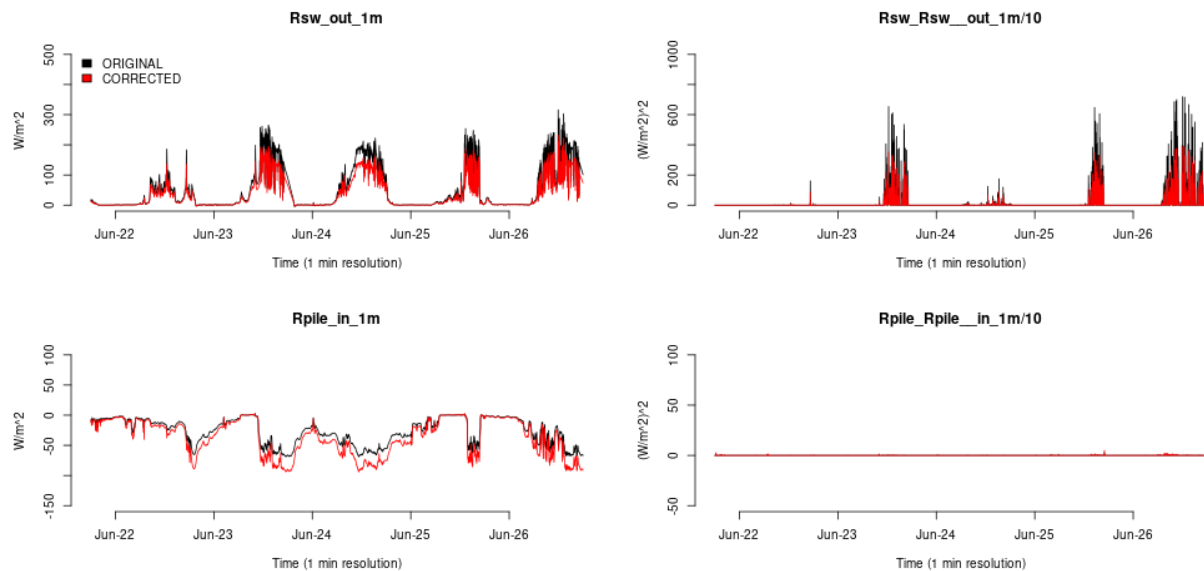 Rsw_out_1m
W/m^2
500
300
100
0
ORIGINAL
CORRECTED
Jun-22 Jun-23 Jun-24 Jun-25 Jun-26
Time (1 min resolution)
Rsw_Rsw__out_1m/10
(W/m^2)^2
1000
600
200
0
Jun-22 Jun-23 Jun-24 Jun-25 Jun-26
Time (1 min resolution)
Rpile_in_1m
W/m^2
100
50
0
-50
-150
Jun-22 Jun-23 Jun-24 Jun-25 Jun-26
Time (1 min resolution)
Rpile_Rpile__in_1m/10
(W/m^2)^2
100
50
0
-50
Jun-22 Jun-23 Jun-24 Jun-25 Jun-26
Time (1 min resolution)